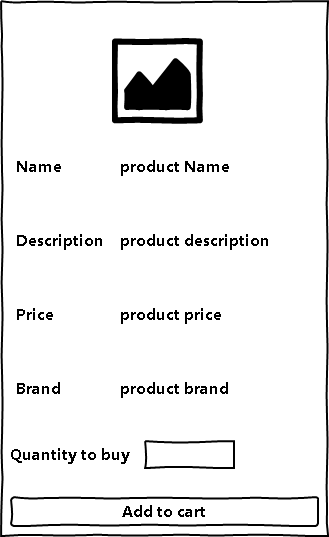 Name product Name
Description product description
Price product price
Brand product brand
Quantity to buy
Add to cart